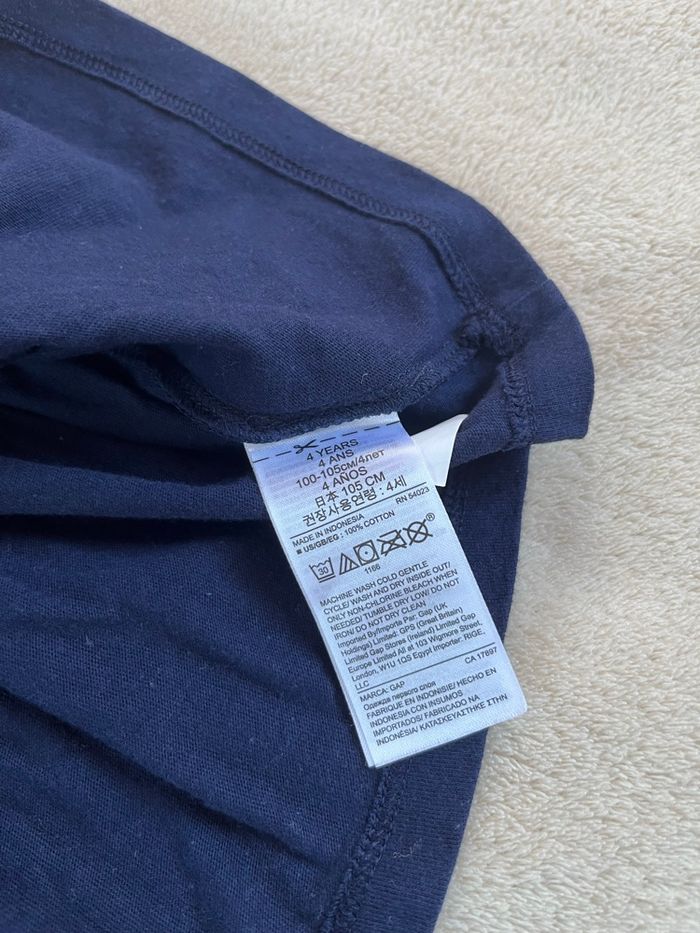 4 YEARS
4 ANS
100-105см/4лет
4 AÑOS
日本 105 CM
권장사용연령 : 4세
MADE IN INDONESIA RN 54023
■ US/GB/EG : 100% COTTON
30
1166
MACHINE WASH COLD GENTLE
CYCLE/ WASH AND DRY INSIDE OUT/
ONLY NON-CHLORINE BLEACH WHEN
NEEDED/ TUMBLE DRY LOW/ DO NOT
IRON/ DO NOT DRY CLEAN
Imported By/Importe Par: Gap (UK
Holdings) Limited: GPS (Great Britain)
Limited Gap Stores (Ireland) Limited Gap
Europe Limited All at 103 Wigmore Street,
London, W1U 1QS Egypt Importer: RIGE,
LLC CA 17897
MARCA: GAP
Одежда первого слоя
FABRIQUE EN INDONISIE/ HECHO EN
INDONESIA CON INSUMOS
IMPORTADOS/ FABRICADO NA
INDONÉSIA/ ΚΑΤΑΣΚΕΥΑΣΤΗΚΕ ΣΤΗΝ